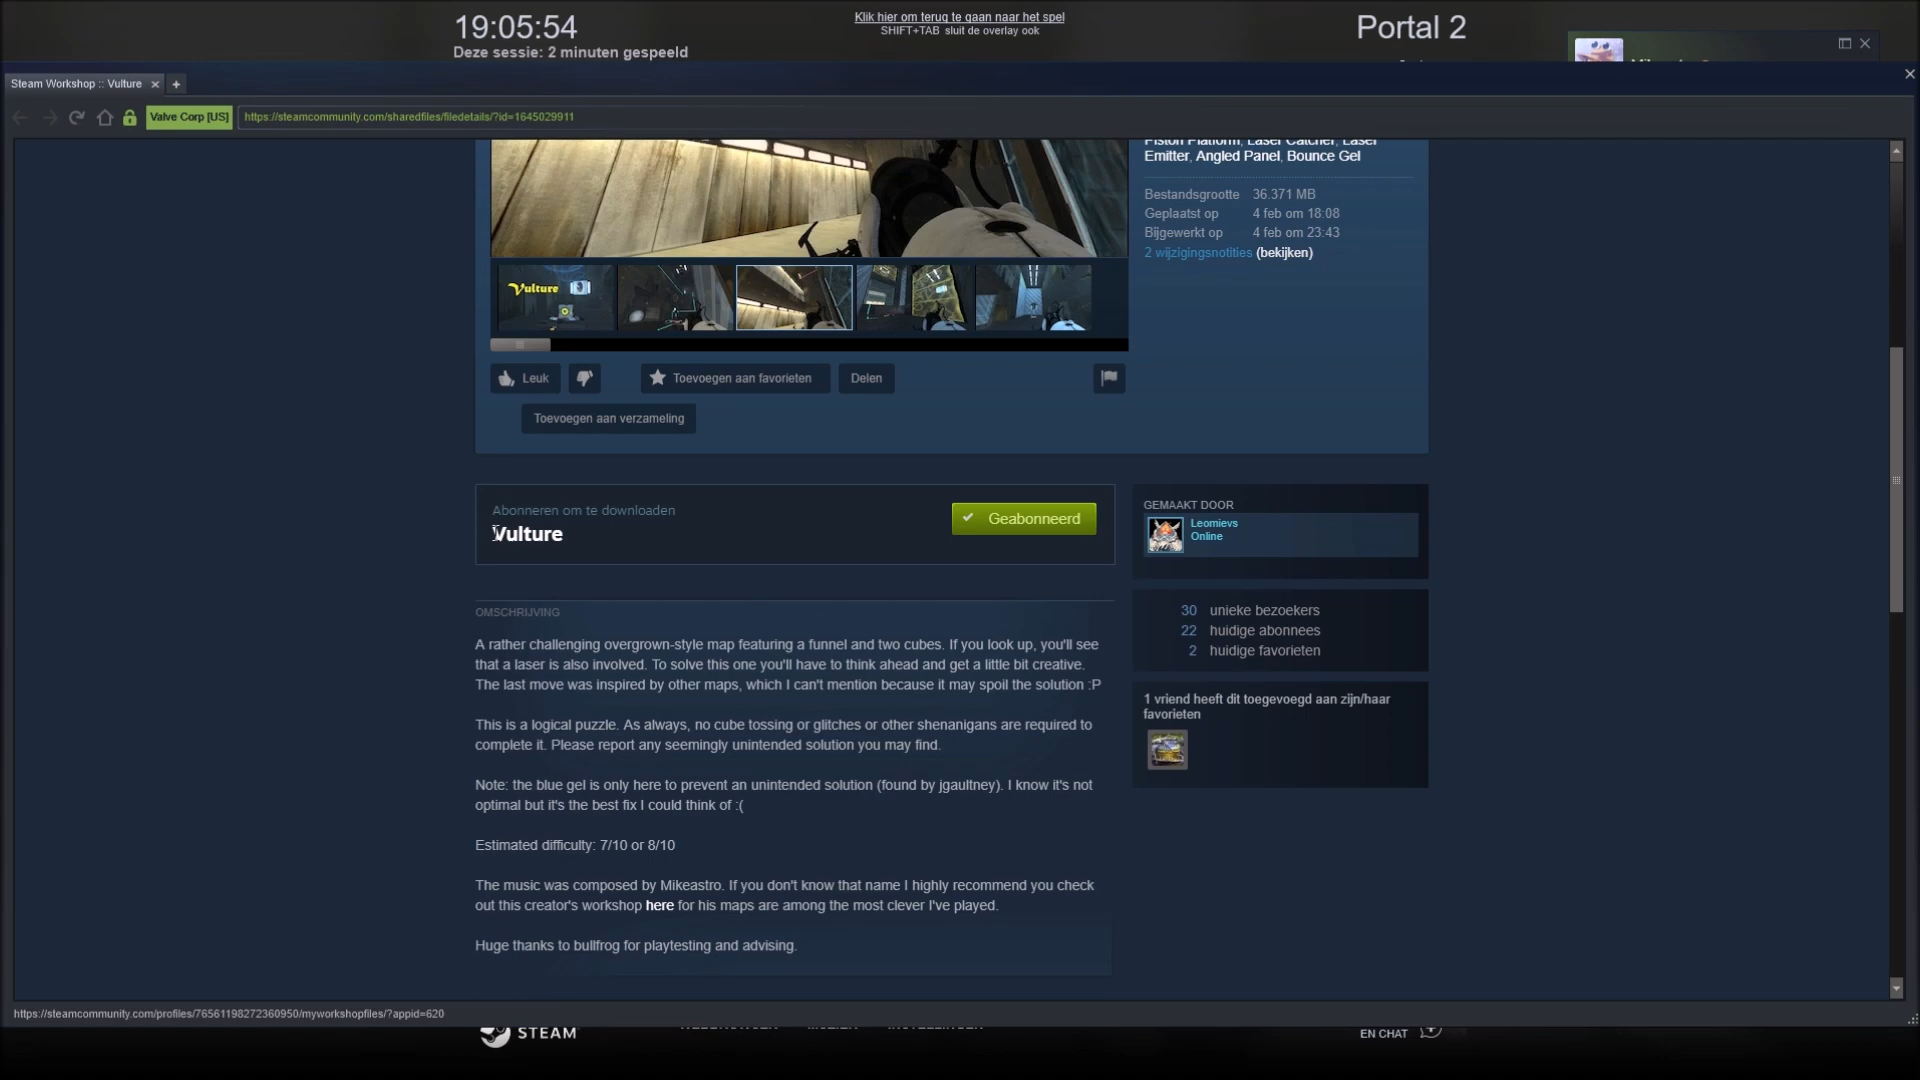 19:05:54
Deze sessie: 2 minuten gespeeld
Klik hier om terug te gaan naar het spel
SHIFT+TAB sluit de overlay ook
Portal 2
Steam Workshop :: Vulture
Valve Corp [US]
https://steamcommunity.com/sharedfiles/filedetails/?id=1645029911
Piston Platform, Laser Catcher, Laser
Emitter, Angled Panel, Bounce Gel
Bestandsgrootte 36.371 MB
Geplaatst op 4 feb om 18:08
Bijgewerkt op 4 feb om 23:43
2 wijzigingsnotities (bekijken)
Vulture
Leuk
Toevoegen aan favorieten
Delen
Toevoegen aan verzameling
Abonneren om te downloaden
Vulture
Geabonneerd
OMSCHRIJVING
A rather challenging overgrown-style map featuring a funnel and two cubes. If you look up, you'll see
that a laser is also involved. To solve this one you'll have to think ahead and get a little bit creative.
The last move was inspired by other maps, which I can't mention because it may spoil the solution :P
This is a logical puzzle. As always, no cube tossing or glitches or other shenanigans are required to
complete it. Please report any seemingly unintended solution you may find.
Note: the blue gel is only here to prevent an unintended solution (found by jgaultney). I know it's not
optimal but it's the best fix I could think of :(
Estimated difficulty: 7/10 or 8/10
The music was composed by Mikeastro. If you don't know that name I highly recommend you check
out this creator's workshop here for his maps are among the most clever I've played.
Huge thanks to bullfrog for playtesting and advising.
GEMAAKT DOOR
Leomievs
Online
30 unieke bezoekers
22 huidige abonnees
2 huidige favorieten
1 vriend heeft dit toegevoegd aan zijn/haar
favorieten
https://steamcommunity.com/profiles/76561198272360950/myworkshopfiles/?appid=620
STEAM
EN CHAT